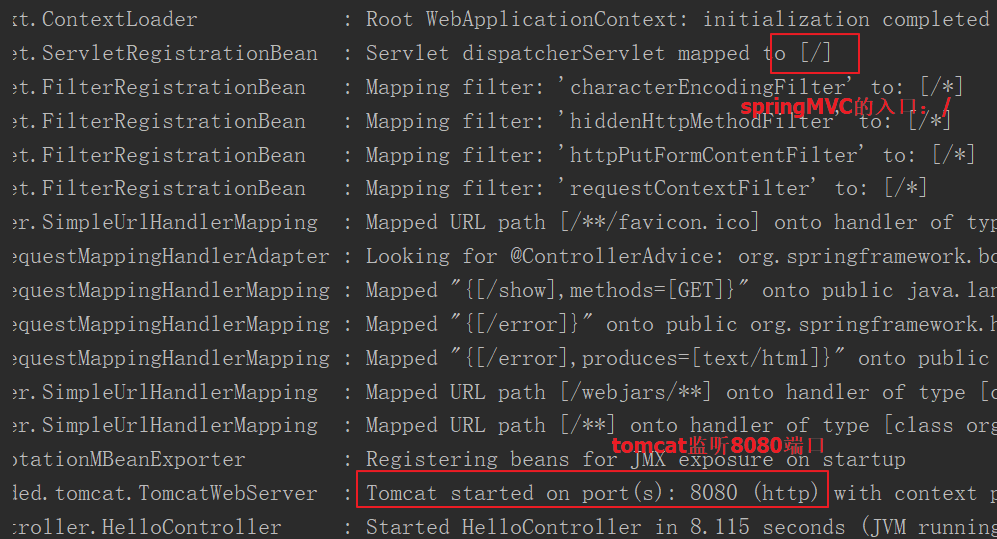 xt.ContextLoader : Root WebApplicationContext: initialization completed
et.ServletRegistrationBean : Servlet dispatcherServlet mapped to [/]
et.FilterRegistrationBean : Mapping filter: 'characterEncodingFilter' to: [/*]
springMVC的入口：/
et.FilterRegistrationBean : Mapping filter: 'hiddenHttpMethodFilter' to: [/*]
et.FilterRegistrationBean : Mapping filter: 'httpPutFormContentFilter' to: [/*]
et.FilterRegistrationBean : Mapping filter: 'requestContextFilter' to: [/*]
er.SimpleUrlHandlerMapping : Mapped URL path [/**/favicon.ico] onto handler of typ
equestMappingHandlerAdapter : Looking for @ControllerAdvice: org.springframework.bo
equestMappingHandlerMapping : Mapped "{[/show],methods=[GET]}" onto public java.lan
equestMappingHandlerMapping : Mapped "{[/error]}" onto public org.springframework.h
equestMappingHandlerMapping : Mapped "{[/error],produces=[text/html]}" onto public
er.SimpleUrlHandlerMapping : Mapped URL path [/webjars/**] onto handler of type [c
er.SimpleUrlHandlerMapping : Mapped URL path [/**] onto handler of type [class org
tomcat监听8080端口
otationMBeanExporter : Registering beans for JMX exposure on startup
ded.tomcat.TomcatWebServer : Tomcat started on port(s): 8080 (http) with context p
troller.HelloController : Started HelloController in 8.115 seconds (JVM running